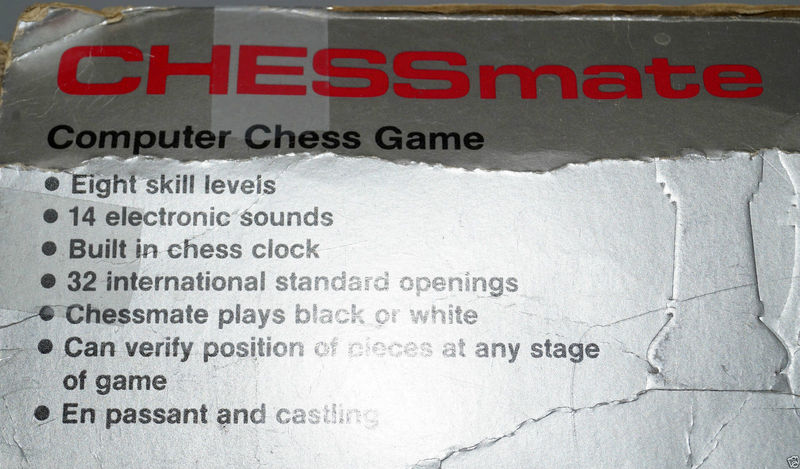 CHESSmate
Computer Chess Game
• Eight skill levels
• 14 electronic sounds
• Built in chess clock
• 32 international standard openings
• Chessmate plays black or white
• Can verify position of pieces at any stage
of game
• En passant and castling